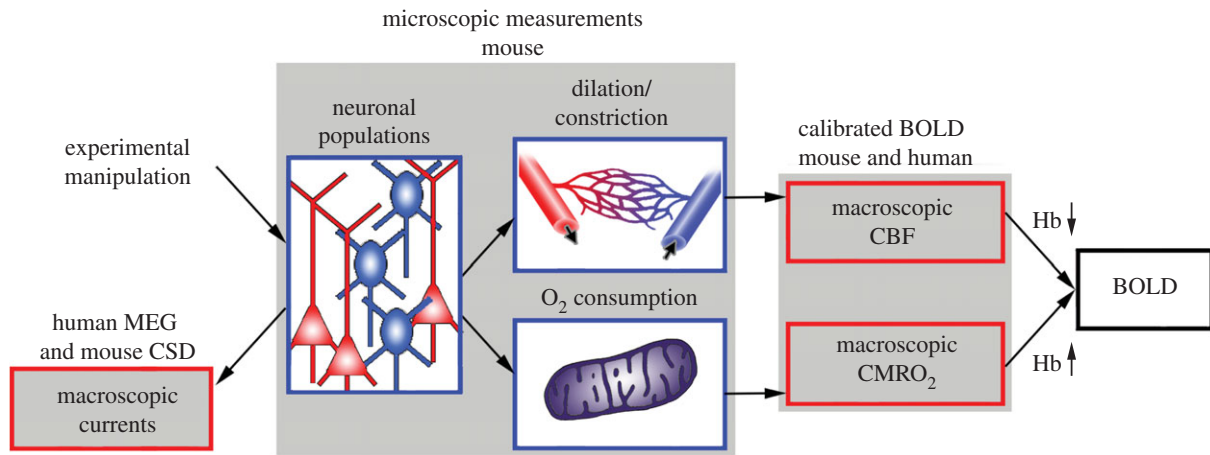 microscopic measurements
mouse
experimental
manipulation
neuronal
populations
dilation/
constriction
O₂ consumption
calibrated BOLD
mouse and human
macroscopic
CBF
macroscopic
CMRO₂
Hb ↓
Hb ↑
BOLD
human MEG
and mouse CSD
macroscopic
currents